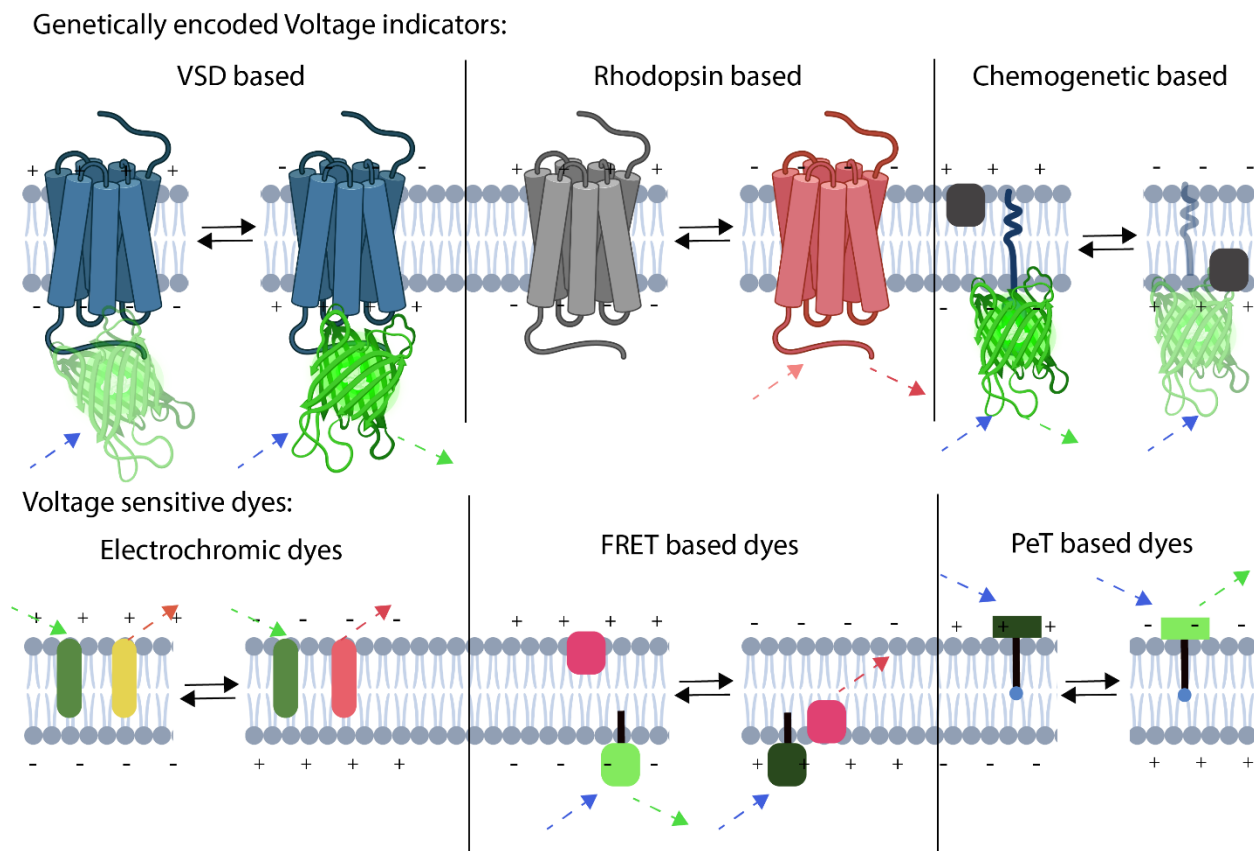 Genetically encoded Voltage indicators:
VSD based
Rhodopsin based
Chemogenetic based
+ + + +
- - - -
+ + + +
- - - -
+ + +
- - -
- - - -
+ + + +
- - - -
+ + + +
- - -
+ + +
Voltage sensitive dyes:
Electrochromic dyes
FRET based dyes
PeT based dyes
+ + + +
- - - -
+ + + +
- - - -
+ + +
- - -
- - - -
+ + + +
- - - -
+ + + +
- - -
+ + +